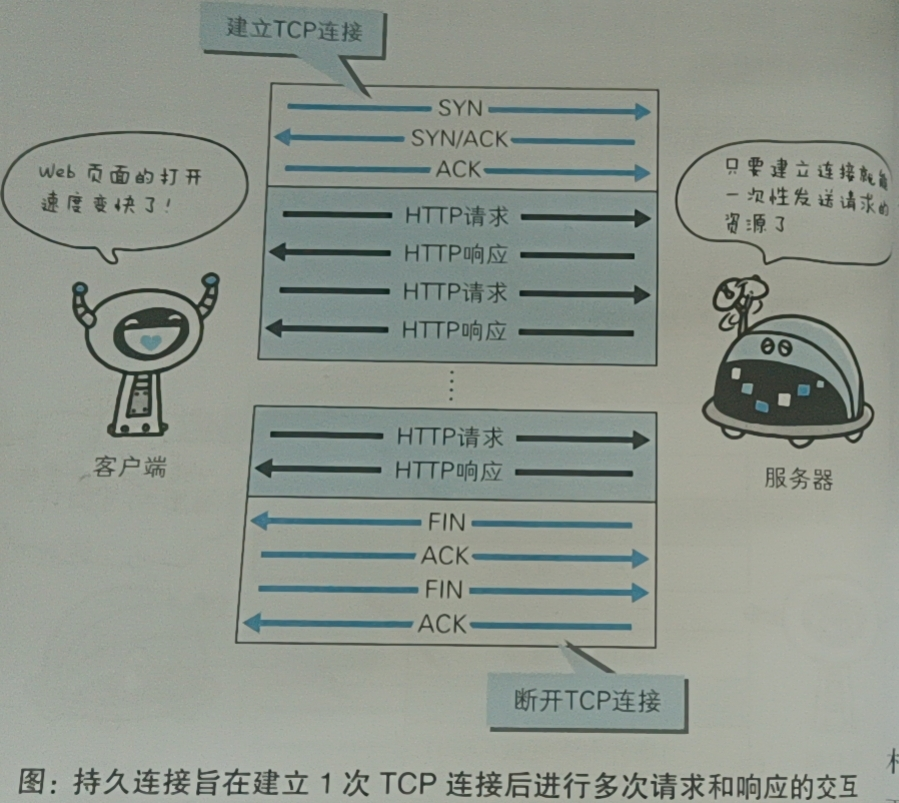 建立TCP连接
SYN
SYN/ACK
ACK
Web 页面的打开
速度变快了!
只要建立连接就能
一次性发送请求的
资源了
HTTP请求
HTTP响应
HTTP请求
HTTP响应
HTTP请求
HTTP响应
客户端
服务器
FIN
ACK
FIN
ACK
断开TCP连接
图:持久连接旨在建立 1 次 TCP 连接后进行多次请求和响应的交互